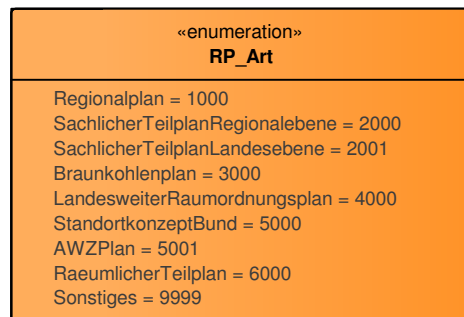 «enumeration»
RP_Art
Regionalplan = 1000
SachlicherTeilplanRegionalebene = 2000
SachlicherTeilplanLandesebene = 2001
Braunkohlenplan = 3000
LandesweiterRaumordnungsplan = 4000
StandortkonzeptBund = 5000
AWZPlan = 5001
RaeumlicherTeilplan = 6000
Sonstiges = 9999